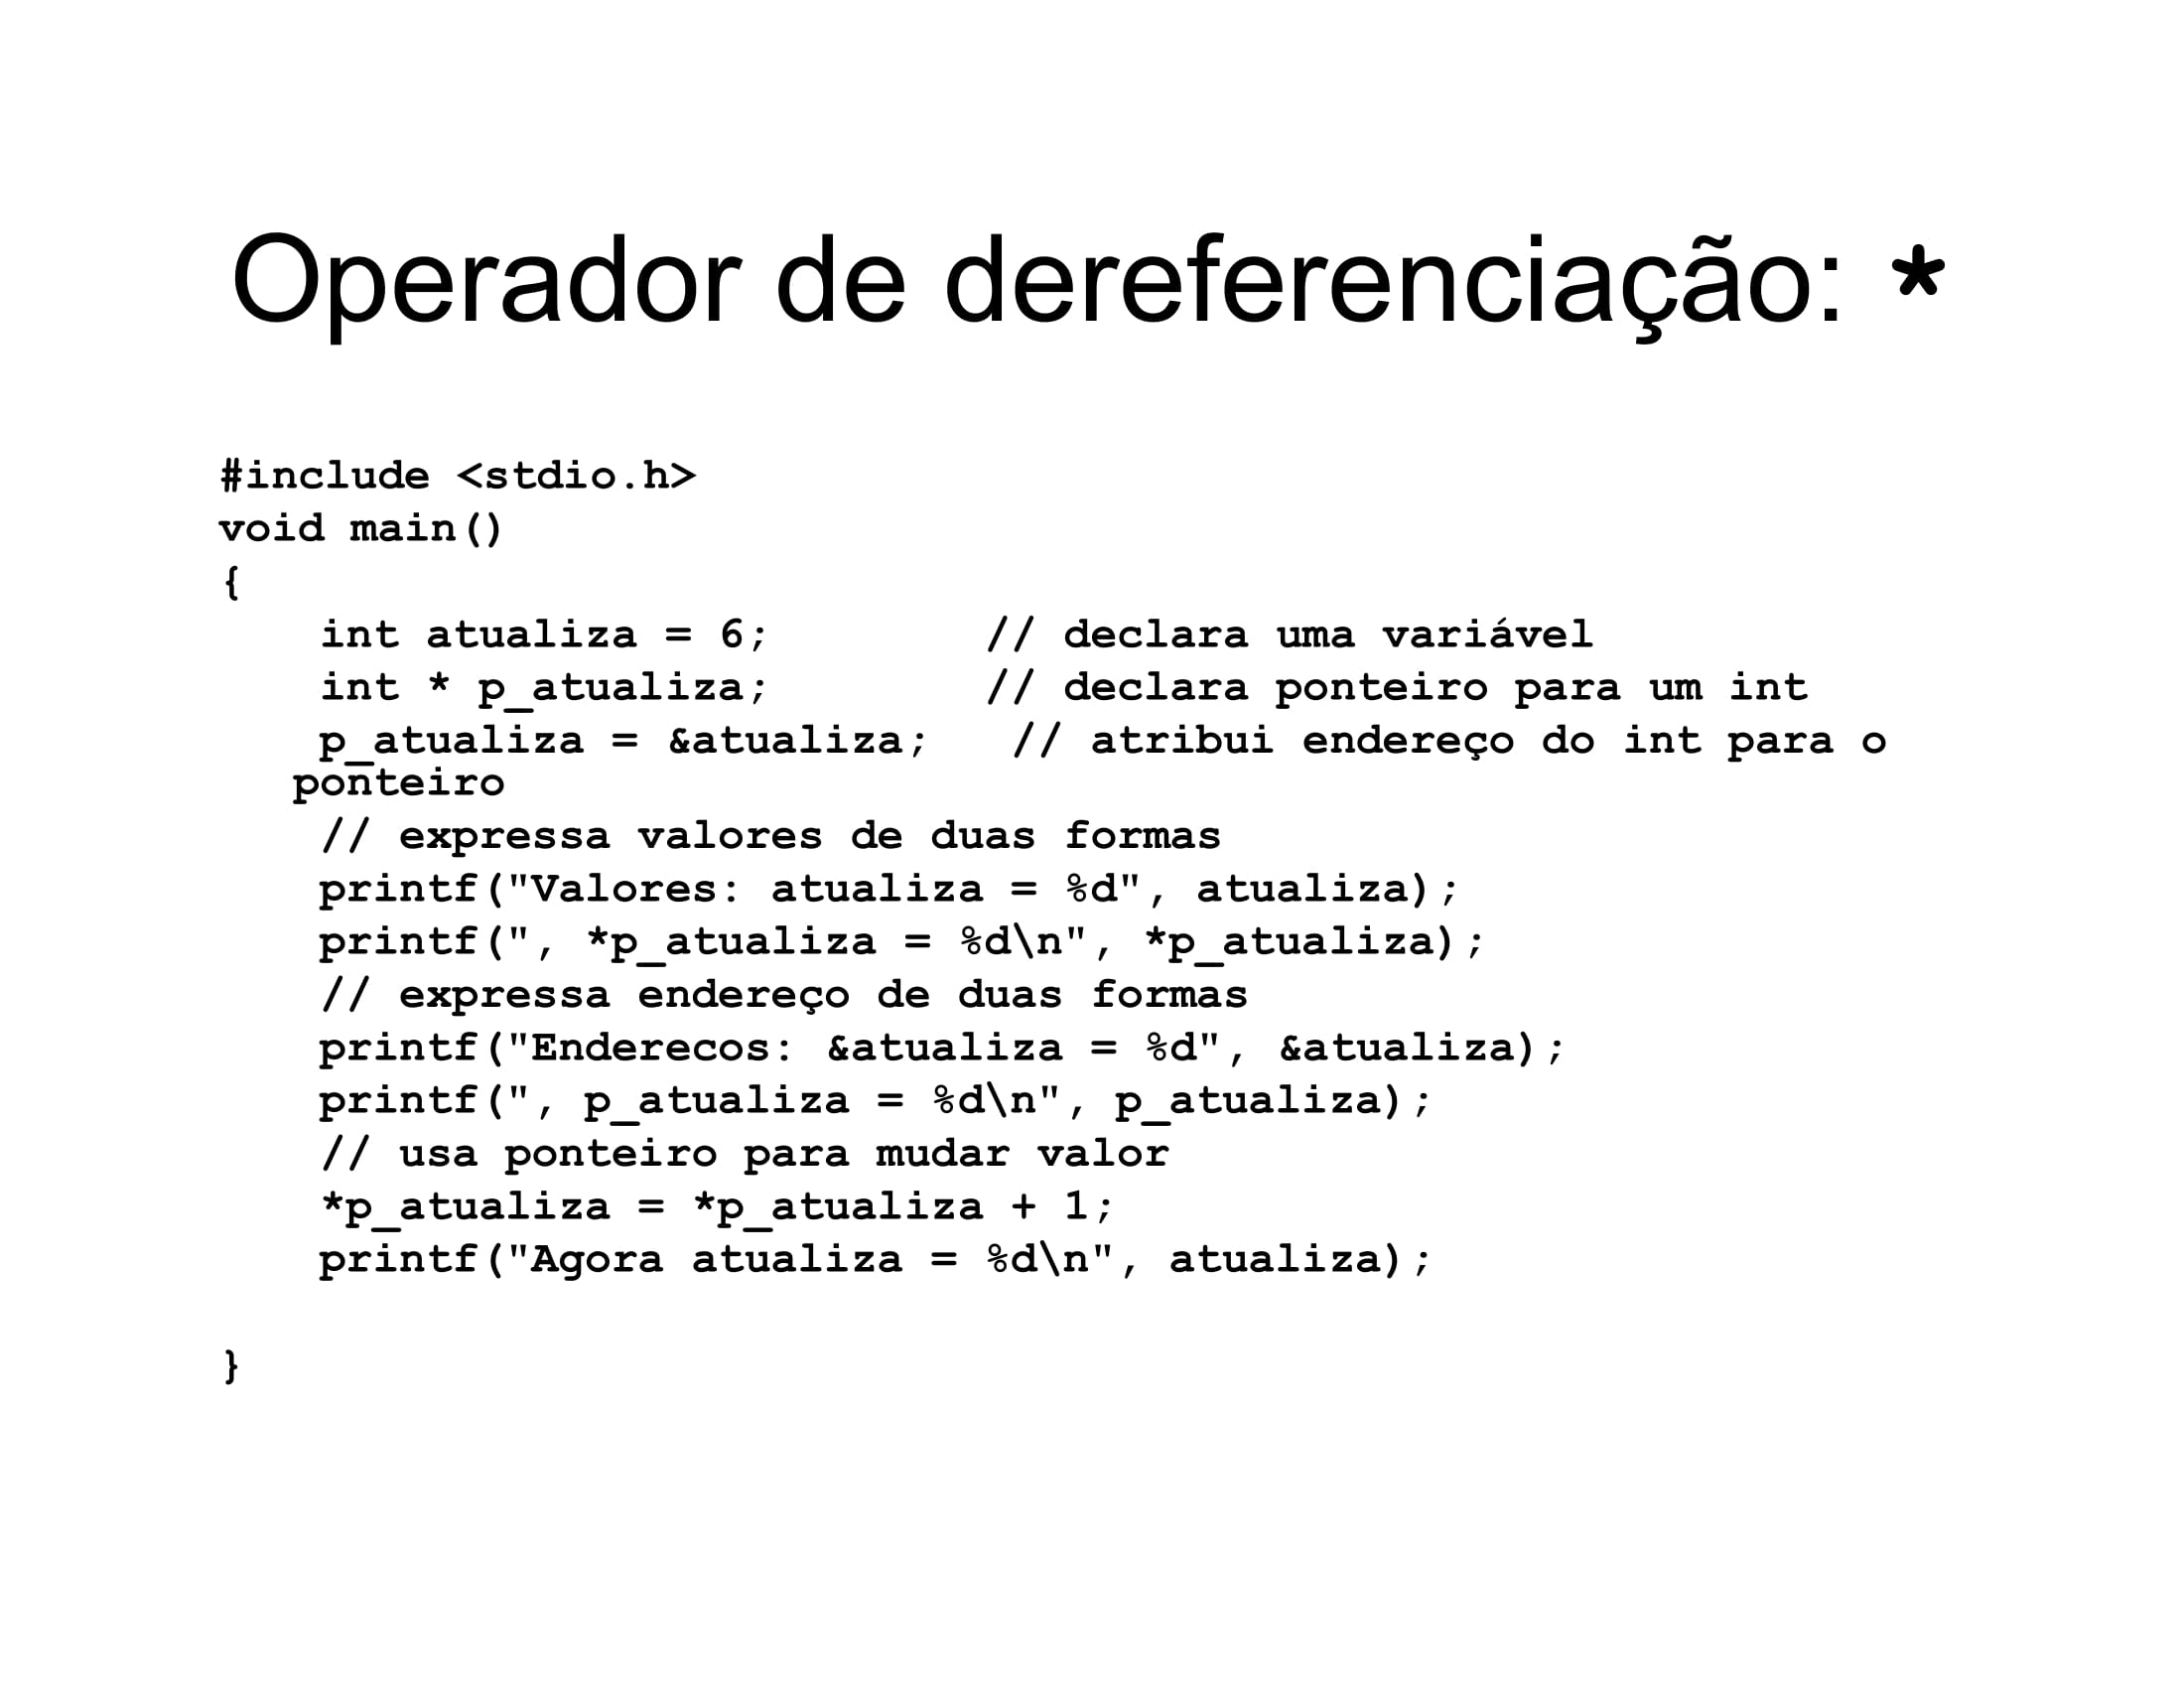 Operador de dereferenciação: *
#include <stdio.h>
void main()
{
int atualiza = 6; // declara uma variável
int * p_atualiza; // declara ponteiro para um int
p_atualiza = &atualiza; // atribui endereço do int para o
ponteiro
// expressa valores de duas formas
printf("Valores: atualiza = %d", atualiza);
printf(", *p_atualiza = %d\n", *p_atualiza);
// expressa endereço de duas formas
printf("Enderecos: &atualiza = %d", &atualiza);
printf(", p_atualiza = %d\n", p_atualiza);
// usa ponteiro para mudar valor
*p_atualiza = *p_atualiza + 1;
printf("Agora atualiza = %d\n", atualiza);
}